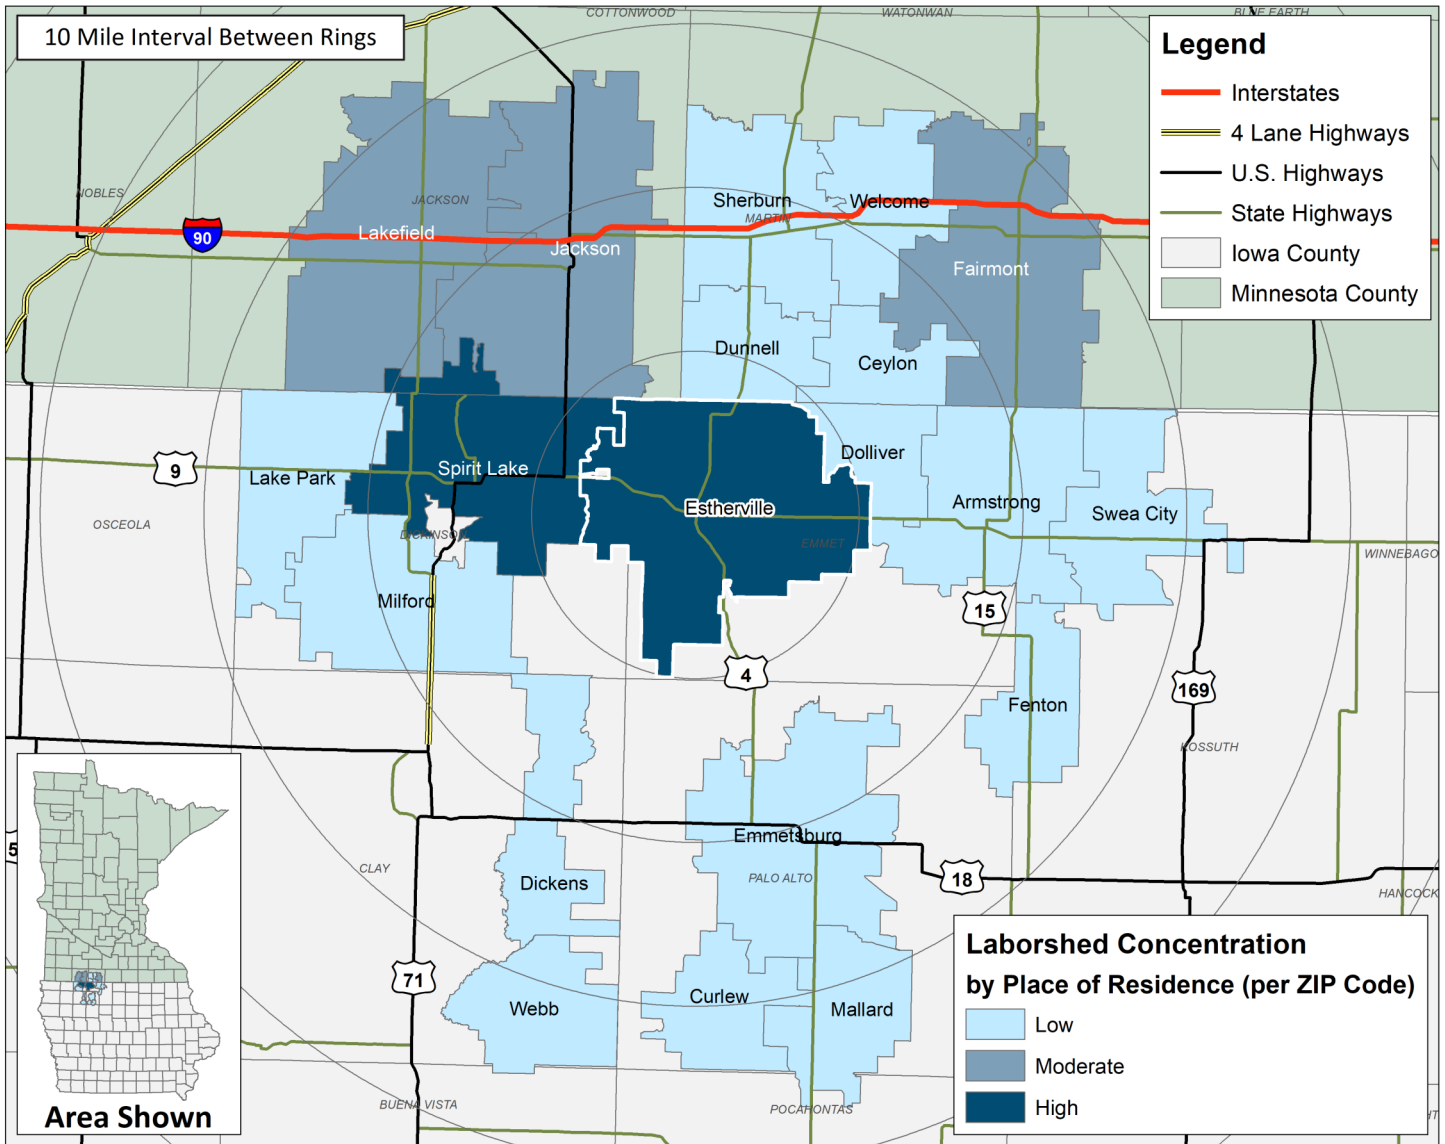 10 Mile Interval Between Rings
COTTONWOOD
WATONWAN
BLUE EARTH
Legend
Interstates
4 Lane Highways
U.S. Highways
State Highways
Iowa County
Minnesota County
NOBLES
JACKSON
MARTIN
Sherburn
Welcome
Lakefield
90
Jackson
Fairmont
Dunnell
Ceylon
Dolliver
Spirit Lake
9
Lake Park
Estherville
Armstrong
Swea City
OSCEOLA
DICKINSON
EMMET
WINNEBAGO
Milford
15
4
169
Fenton
KOSSUTH
5
Emmetsburg
CLAY
PALO ALTO
18
Dickens
HANCOCK
71
Webb
Curlew
Mallard
BUENA VISTA
POCAHONTAS
HT
Area Shown
Laborshed Concentration
by Place of Residence (per ZIP Code)
Low
Moderate
High